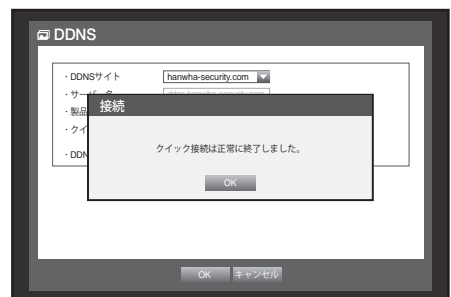 DDNS
・DDNSサイト hanwha-security.com
・サーバ
・製品
・クイ
・DDN
接続
クイック接続は正常に終了しました。
OK
OK キャンセル